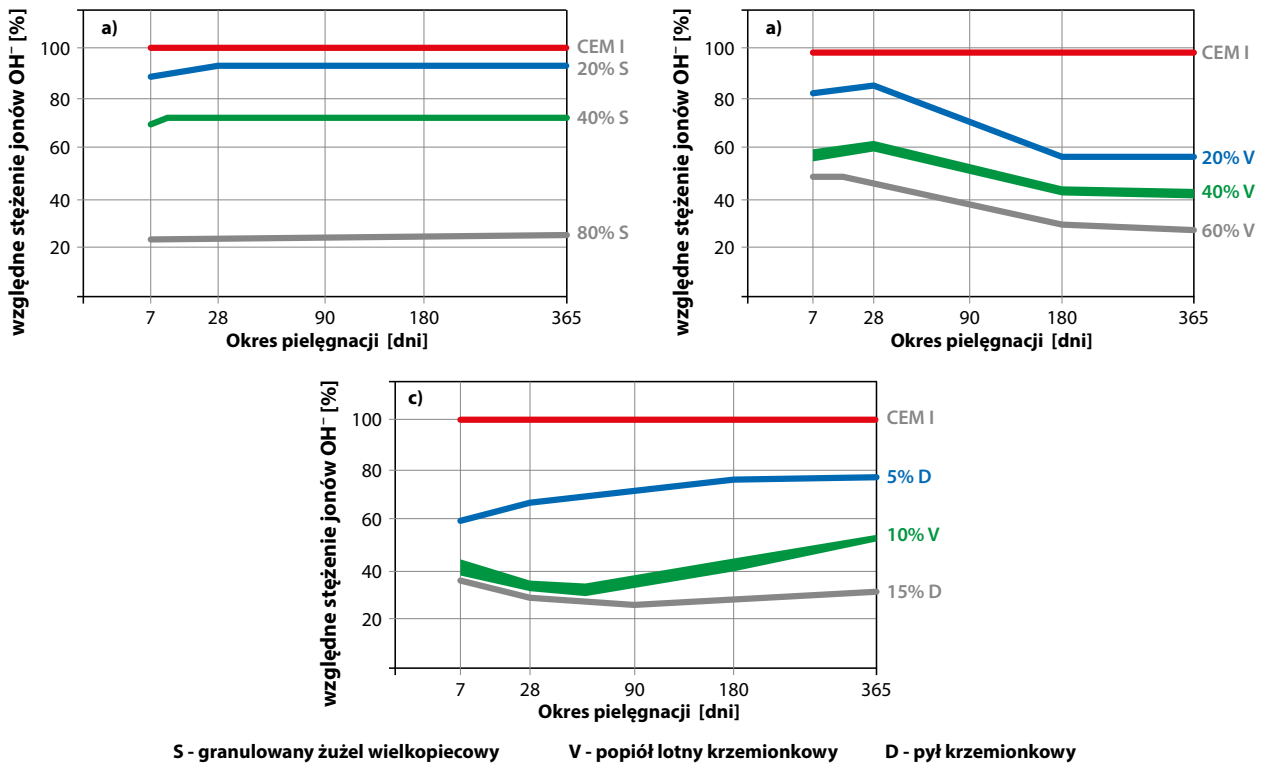 a)
względne stężenie jonów OH⁻ [%]
100
80
60
40
20
CEM I
20% S
40% S
80% S
7 28 90 180 365
Okres pielęgnacji [dni]
a)
względne stężenie jonów OH⁻ [%]
100
80
60
40
20
CEM I
20% V
40% V
60% V
7 28 90 180 365
Okres pielęgnacji [dni]
c)
względne stężenie jonów OH⁻ [%]
100
80
60
40
20
CEM I
5% D
10% V
15% D
7 28 90 180 365
Okres pielęgnacji [dni]
S - granulowany żużel wielkopiecowy V - popiół lotny krzemionkowy D - pył krzemionkowy